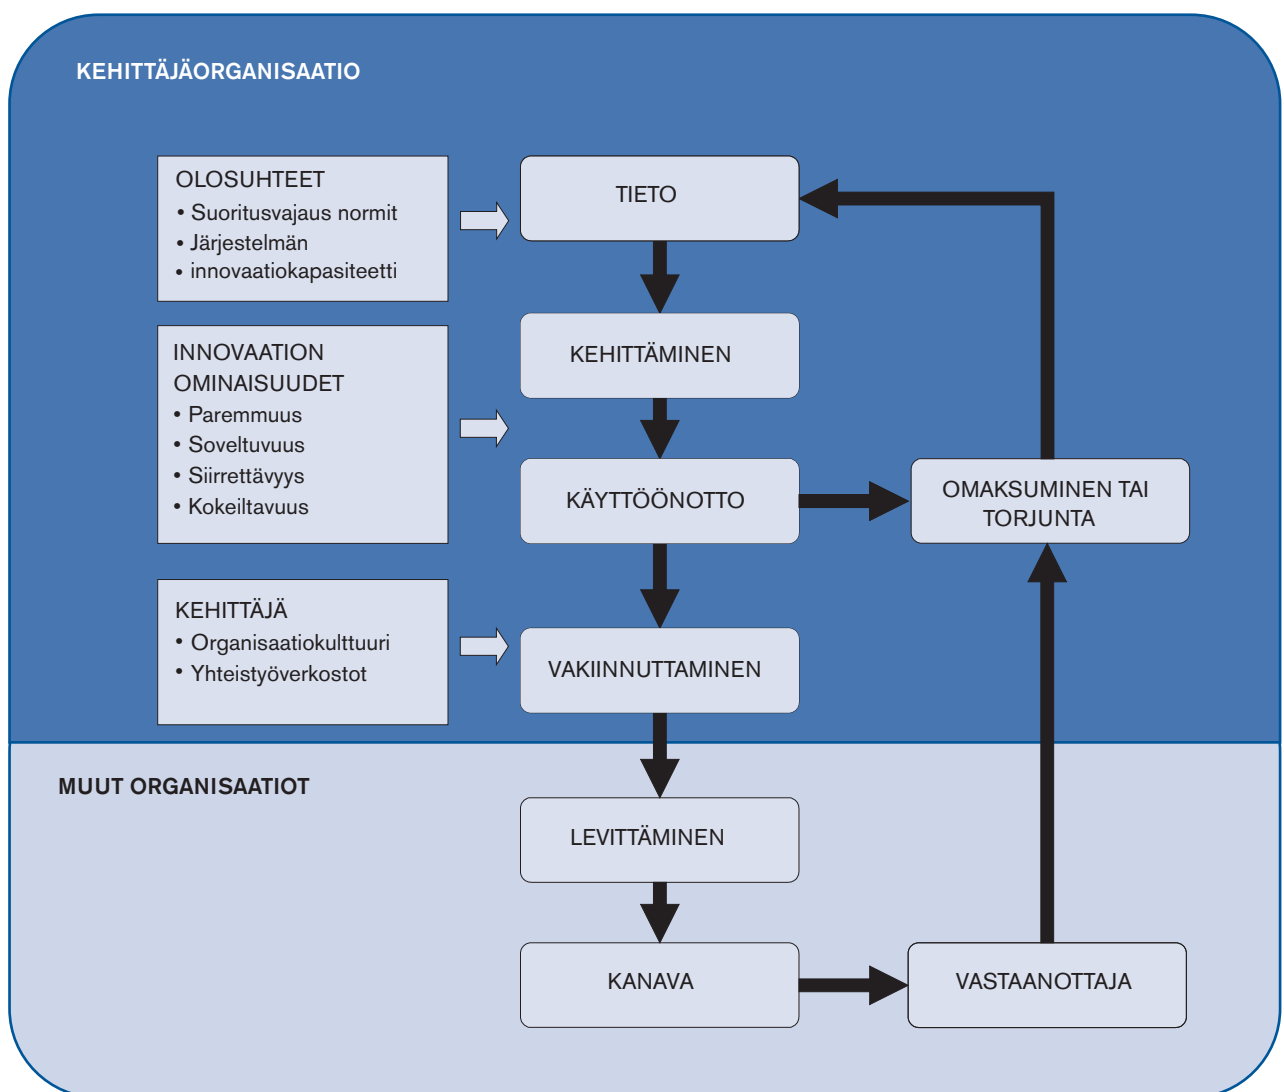 KEHITTÄJÄORGANISAATIO
OLOSUHTEET
• Suoritusvajaus normit
• Järjestelmän
• innovaatiokapasiteetti
TIETO
INNOVAATION
OMINAISUUDET
• Paremmuus
• Soveltuvuus
• Siirrettävyys
• Kokeiltavuus
KEHITTÄMINEN
KÄYTTÖÖNOTTO
OMAKSUMINEN TAI
TORJUNTA
KEHITTÄJÄ
• Organisaatiokulttuuri
• Yhteistyöverkostot
VAKIINNUTTAMINEN
MUUT ORGANISAATIOT
LEVITTÄMINEN
KANAVA
VASTAANOTTAJA